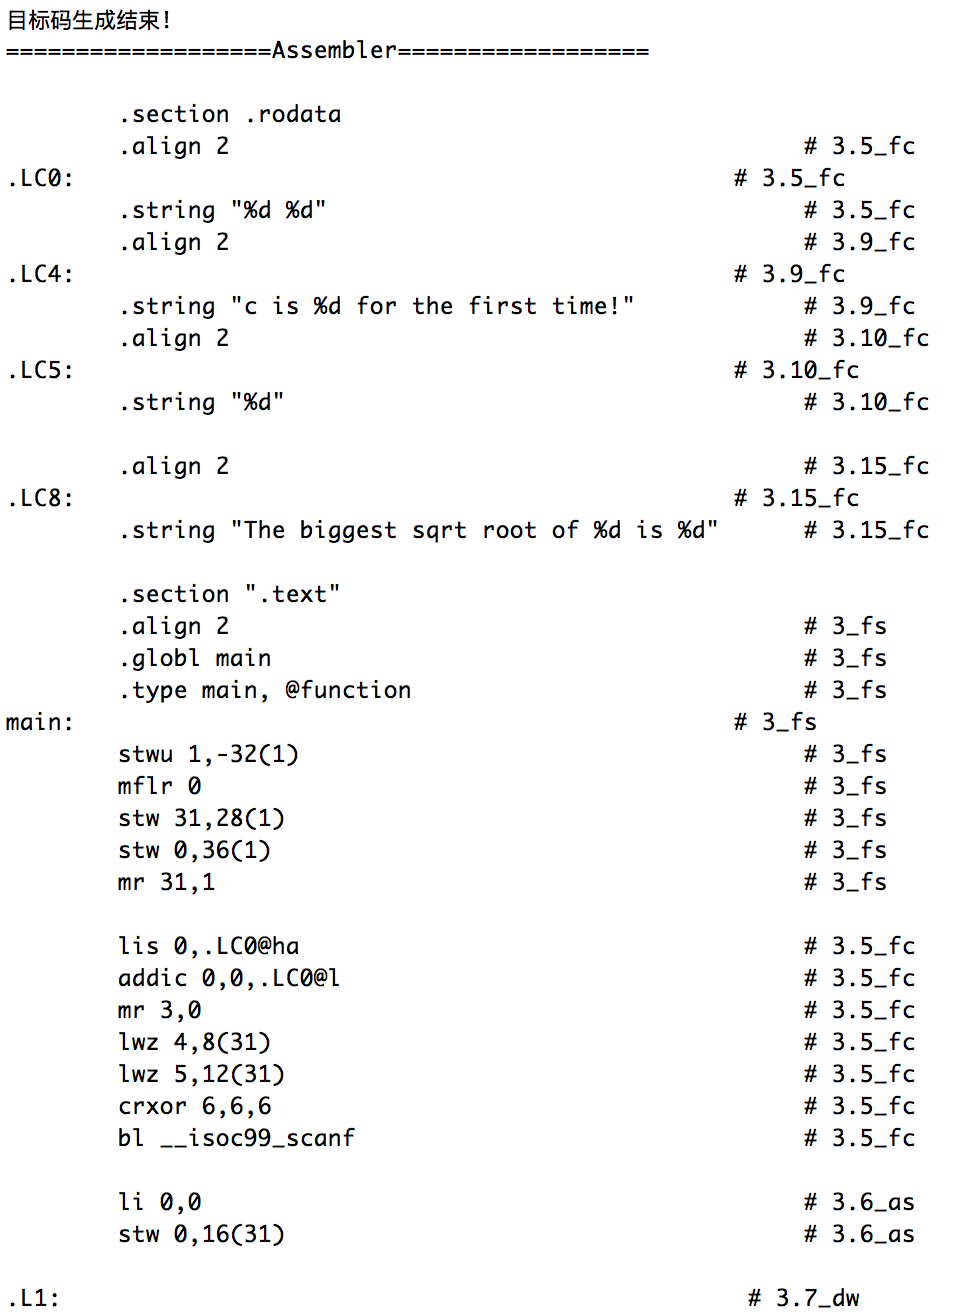 目标码生成结束！
===================Assembler==================
.section .rodata
.align 2 # 3.5_fc
.LC0: # 3.5_fc
.string "%d %d" # 3.5_fc
.align 2 # 3.9_fc
.LC4: # 3.9_fc
.string "c is %d for the first time!" # 3.9_fc
.align 2 # 3.10_fc
.LC5: # 3.10_fc
.string "%d" # 3.10_fc
.align 2 # 3.15_fc
.LC8: # 3.15_fc
.string "The biggest sqrt root of %d is %d" # 3.15_fc
.section ".text"
.align 2 # 3_fs
.globl main # 3_fs
.type main, @function # 3_fs
main: # 3_fs
stwu 1,-32(1) # 3_fs
mflr 0 # 3_fs
stw 31,28(1) # 3_fs
stw 0,36(1) # 3_fs
mr 31,1 # 3_fs
lis 0,.LC0@ha # 3.5_fc
addic 0,0,.LC0@l # 3.5_fc
mr 3,0 # 3.5_fc
lwz 4,8(31) # 3.5_fc
lwz 5,12(31) # 3.5_fc
crxor 6,6,6 # 3.5_fc
bl __isoc99_scanf # 3.5_fc
li 0,0 # 3.6_as
stw 0,16(31) # 3.6_as
.L1: # 3.7_dw